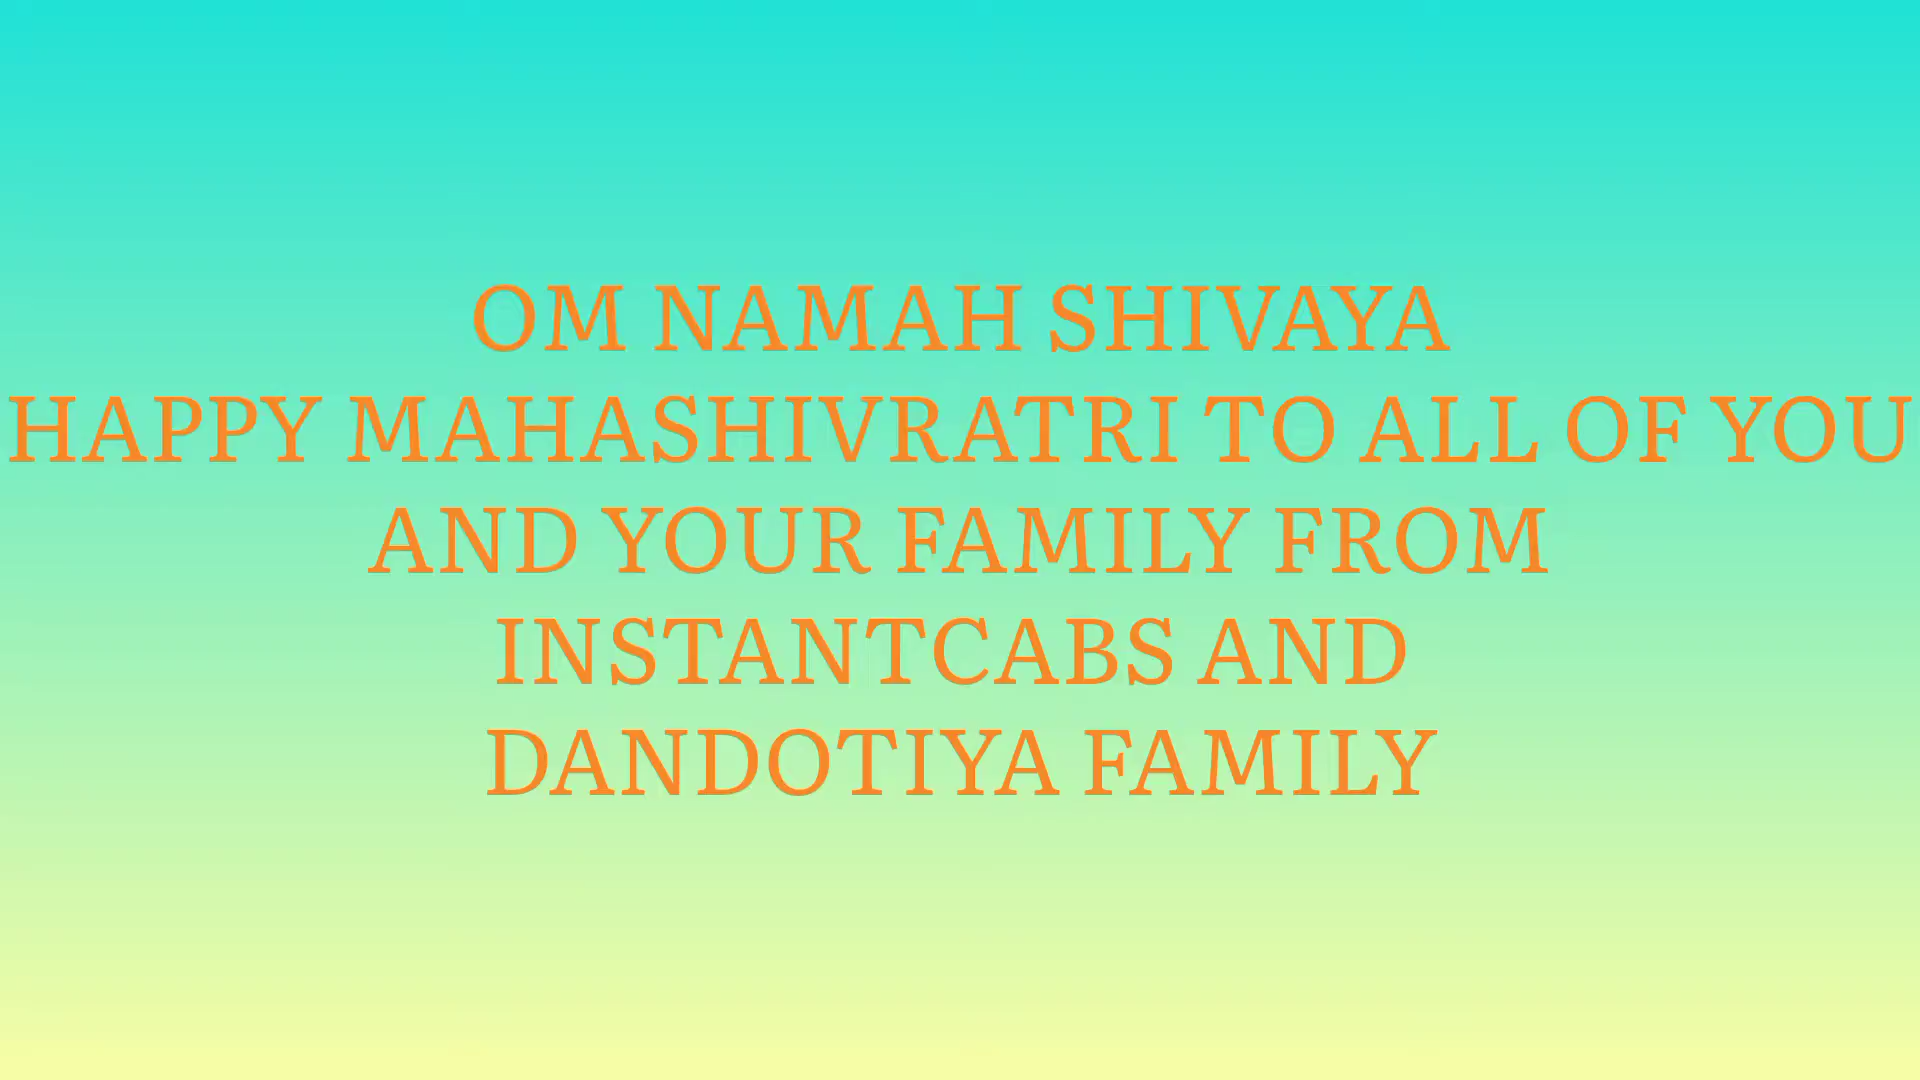 OM NAMAH SHIVAYA
HAPPY MAHASHIVRATRI TO ALL OF YOU
AND YOUR FAMILY FROM
INSTANTCABS AND
DANDOTIYA FAMILY